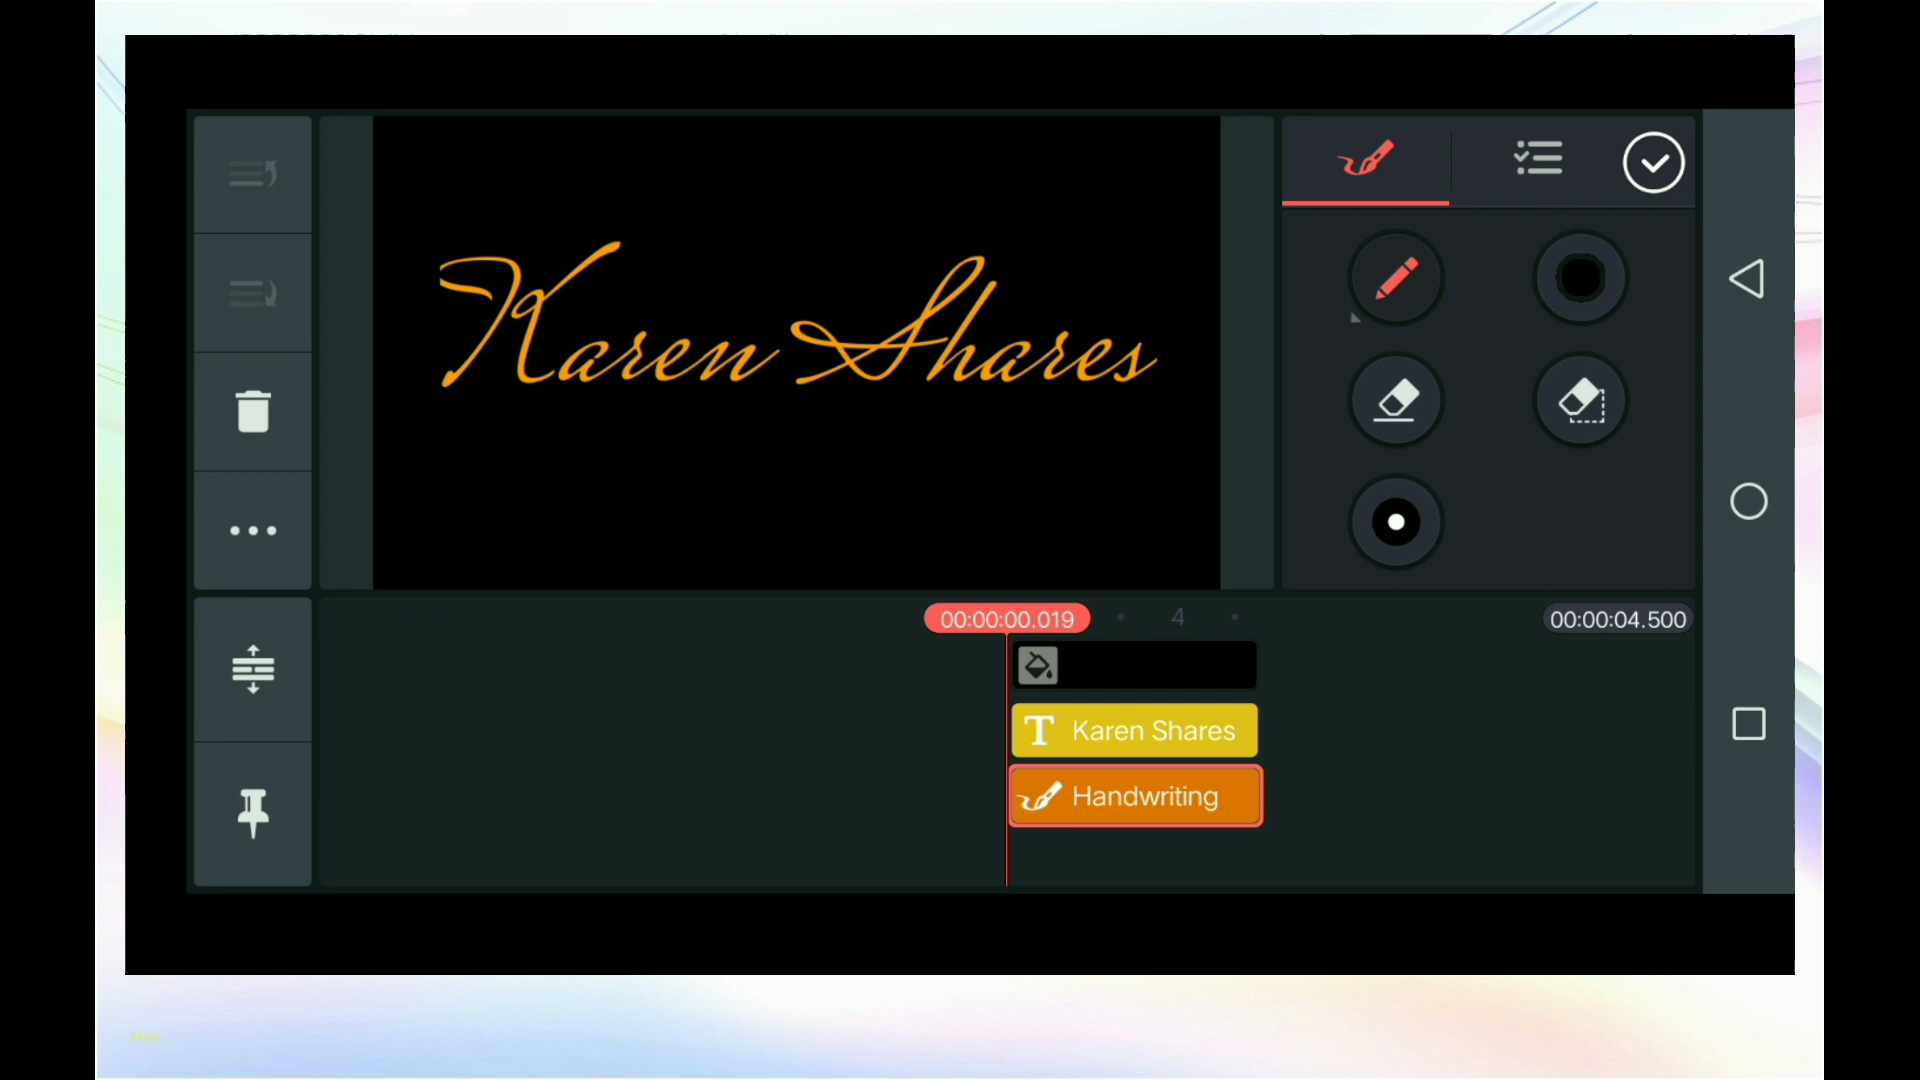 Karen Shares
00:00:00.019
4
00:00:04.500
T Karen Shares
Handwriting